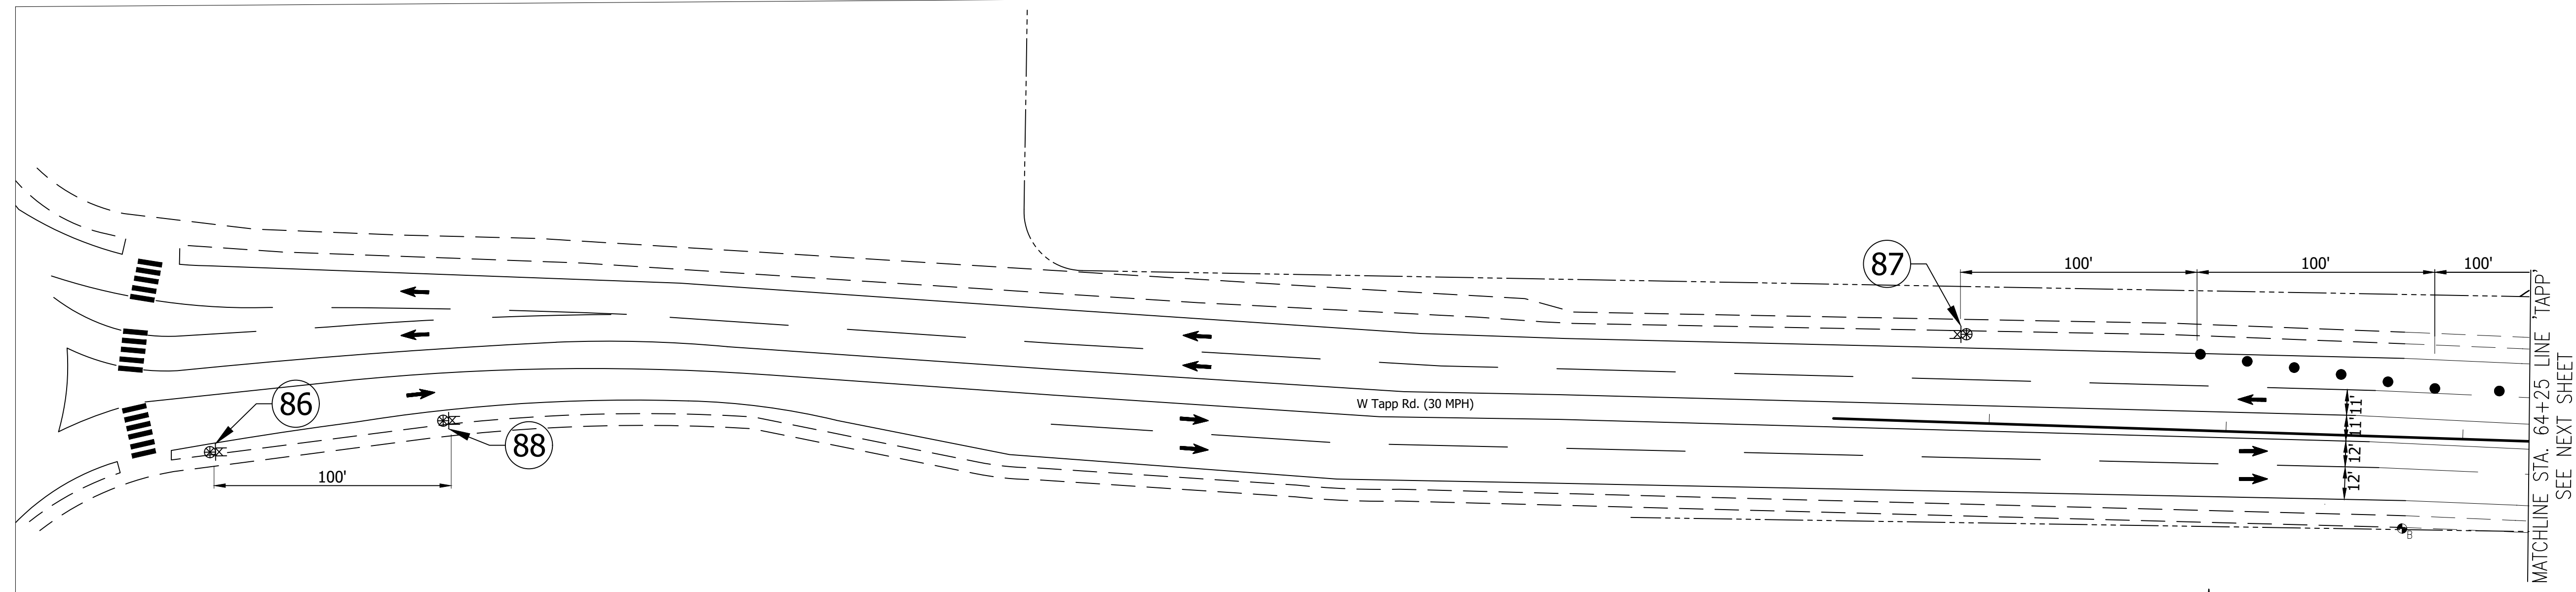 87
100'
100'
100'
W Tapp Rd. (30 MPH)
86
88
100'
11'
11'
12'
12'
B
MATCHLINE STA. 64+25 LINE 'TAPP'
SEE NEXT SHEET